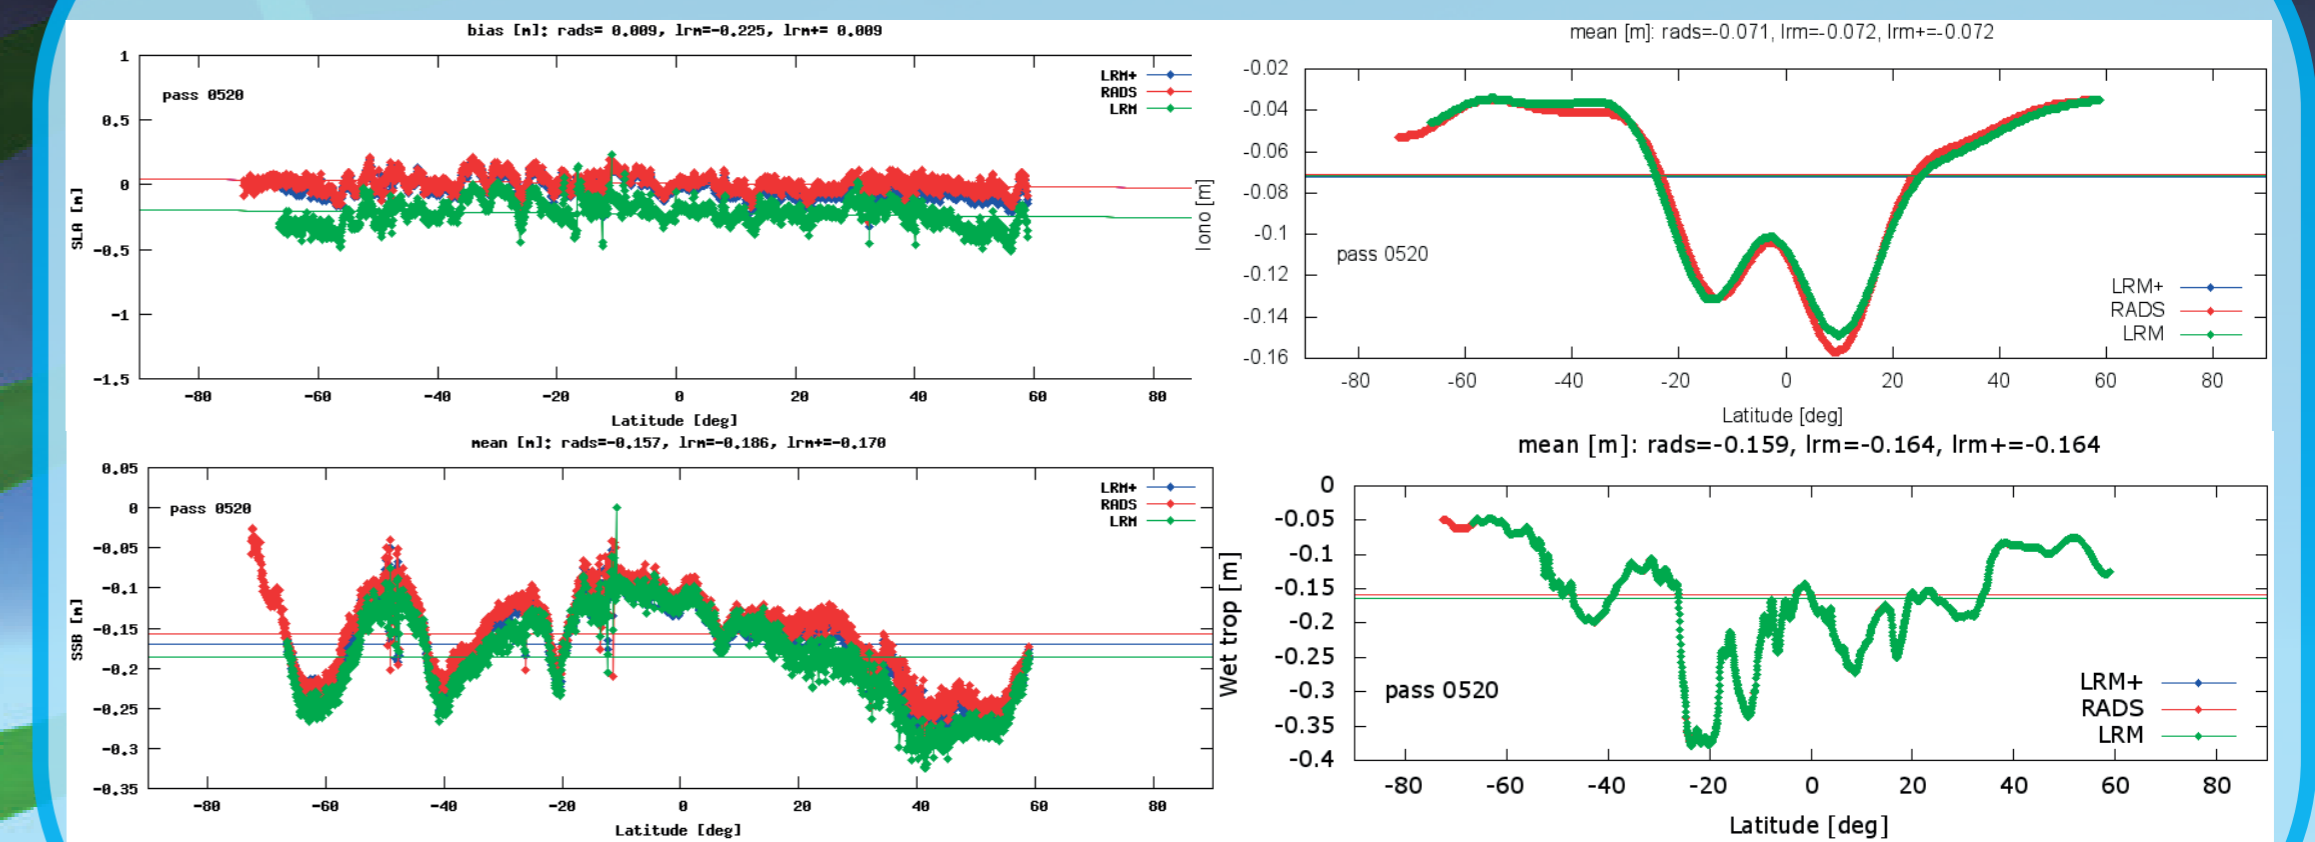 bias [m]: rads= 0.009, lrm=-0.225, lrm+= 0.009
1
0.5
0
-0.5
-1
-1.5
SLA [m]
pass 0520
LRM+
RADS
LRM
-80 -60 -40 -20 0 20 40 60 80
Latitude [deg]
mean [m]: rads=-0.071, lrm=-0.072, lrm+=-0.072
-0.02
-0.04
-0.06
-0.08
-0.1
-0.12
-0.14
-0.16
Iono [m]
pass 0520
LRM+
RADS
LRM
-80 -60 -40 -20 0 20 40 60 80
Latitude [deg]
mean [m]: rads=-0.157, lrm=-0.186, lrm+=-0.170
0.05
0
-0.05
-0.1
-0.15
-0.2
-0.25
-0.3
-0.35
SSB [m]
pass 0520
LRM+
RADS
LRM
-80 -60 -40 -20 0 20 40 60 80
Latitude [deg]
mean [m]: rads=-0.159, lrm=-0.164, lrm+=-0.164
0
-0.05
-0.1
-0.15
-0.2
-0.25
-0.3
-0.35
-0.4
Wet trop [m]
pass 0520
LRM+
RADS
LRM
-80 -60 -40 -20 0 20 40 60 80
Latitude [deg]